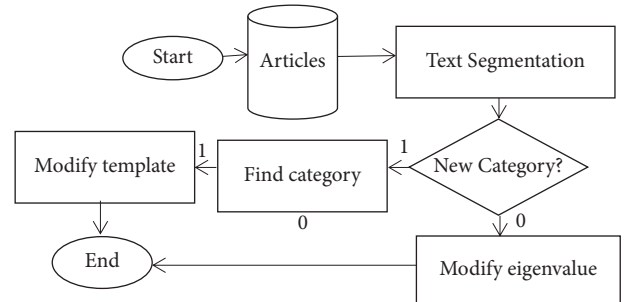 Start
Articles
Text Segmentation
New Category?
1
Find category
0
1
Modify template
0
Modify eigenvalue
End